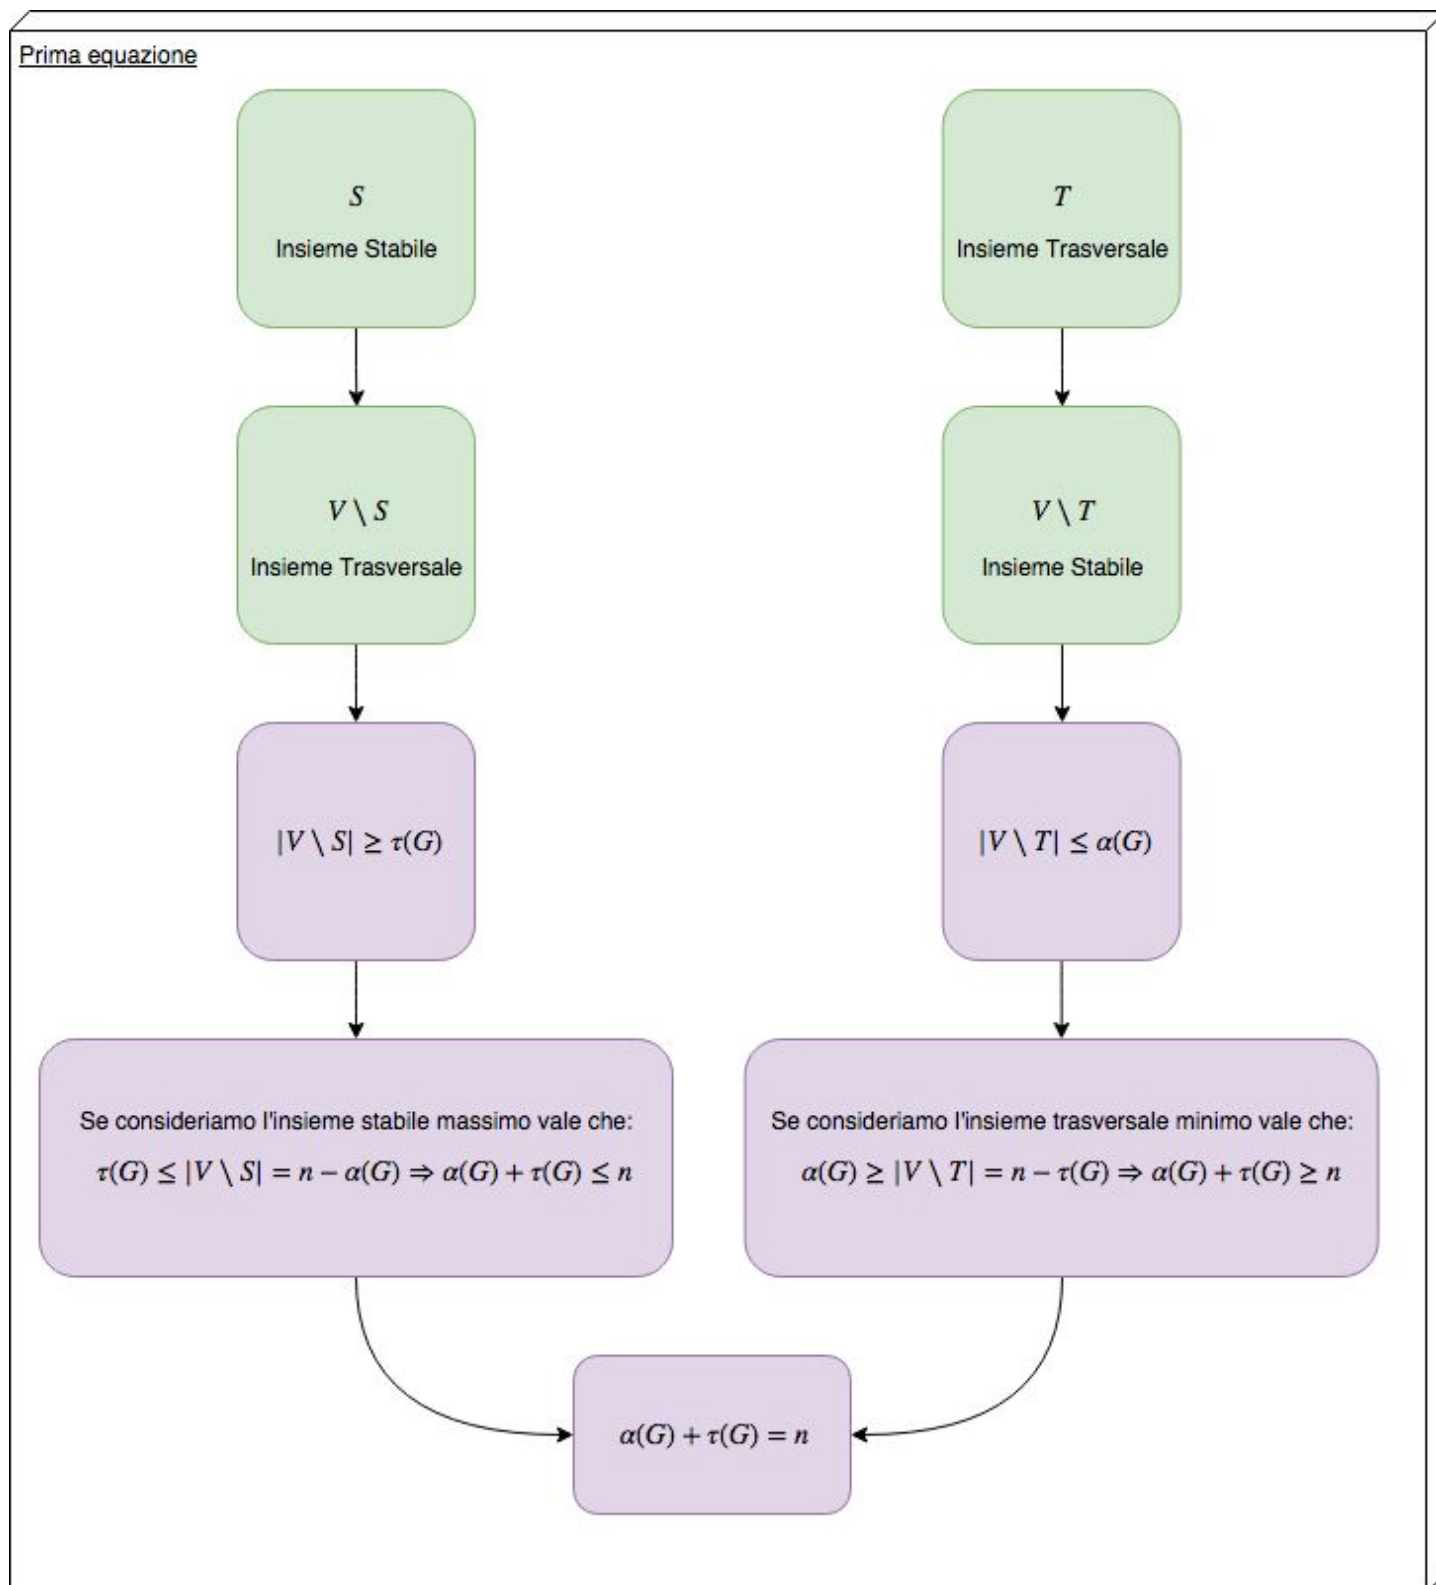 Prima equazione
S
Insieme Stabile
T
Insieme Trasversale
V \ S
Insieme Trasversale
V \ T
Insieme Stabile
|V \ S| ≥ τ(G)
|V \ T| ≤ α(G)
Se consideriamo l'insieme stabile massimo vale che:
τ(G) ≤ |V \ S| = n − α(G) ⇒ α(G) + τ(G) ≤ n
Se consideriamo l'insieme trasversale minimo vale che:
α(G) ≥ |V \ T| = n − τ(G) ⇒ α(G) + τ(G) ≥ n
α(G) + τ(G) = n